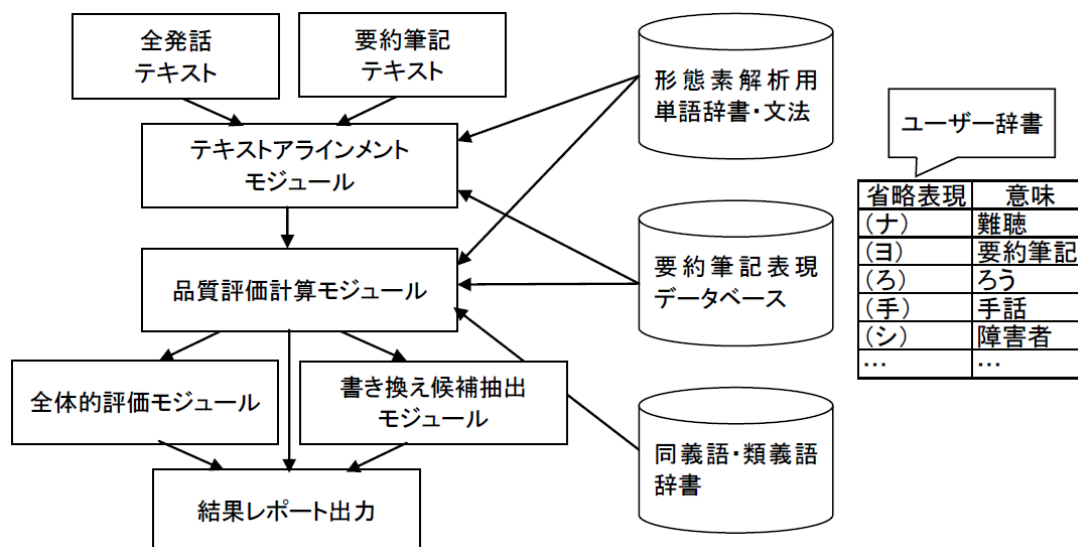 全発話
テキスト
要約筆記
テキスト
形態素解析用
単語辞書・文法
テキストアラインメント
モジュール
ユーザー辞書
省略表現 意味
(ナ) 難聴
(ヨ) 要約筆記
(ろ) ろう
(手) 手話
(シ) 障害者
… …
要約筆記表現
データベース
品質評価計算モジュール
全体的評価モジュール
書き換え候補抽出
モジュール
同義語・類義語
辞書
結果レポート出力